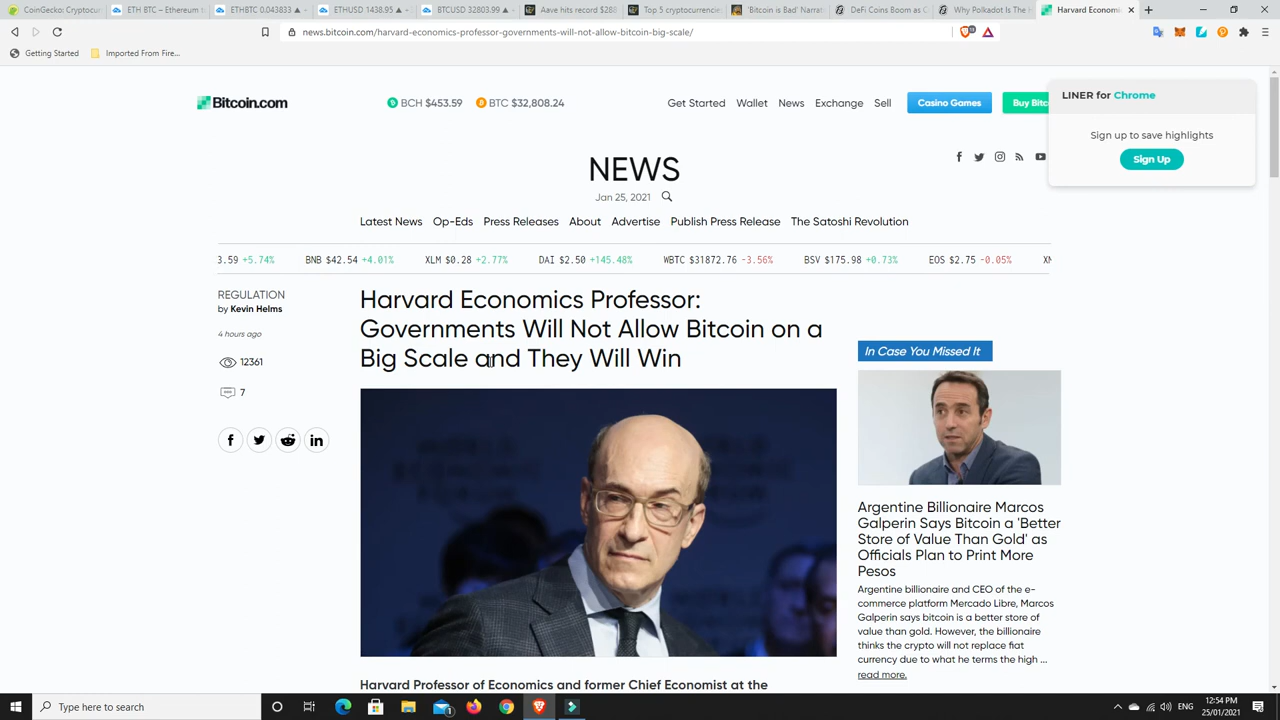 CoinGecko: Cryptocur
ETH BTC – Ethereum t
ETHBTC 0.043833 ▲
ETHUSD 1438.95 ▲
BTCUSD 32803.99 ▲
Aave hits record $288
Top 5 cryptocurrencie
'Bitcoin is Bad' Narrat
DeFi Coins Boom as C
Why Polkadot Is The N
Harvard Economic
news.bitcoin.com/harvard-economics-professor-governments-will-not-allow-bitcoin-big-scale/
Getting Started
Imported From Fire...
Bitcoin.com
BCH $453.59 BTC $32,808.24
Get Started Wallet News Exchange Sell Casino Games Buy Bitc
LINER for Chrome
Sign up to save highlights
Sign Up
NEWS
Jan 25, 2021
Latest News Op-Eds Press Releases About Advertise Publish Press Release The Satoshi Revolution
3.59 +5.74% BNB $42.54 +4.01% XLM $0.28 +2.77% DAI $2.50 +145.48% WBTC $31872.76 -3.56% BSV $175.98 +0.73% EOS $2.75 -0.05%
REGULATION
by Kevin Helms
4 hours ago
12361
7
Harvard Economics Professor:
Governments Will Not Allow Bitcoin on a
Big Scale and They Will Win
Harvard Professor of Economics and former Chief Economist at the
In Case You Missed It
Argentine Billionaire Marcos
Galperin Says Bitcoin a 'Better
Store of Value Than Gold' as
Officials Plan to Print More
Pesos
Argentine billionaire and CEO of the e-
commerce platform Mercado Libre, Marcos
Galperin says bitcoin is a better store of
value than gold. However, the billionaire
thinks the crypto will not replace fiat
currency due to what he terms the high ...
read more.
Type here to search
ENG
12:54 PM
25/01/2021